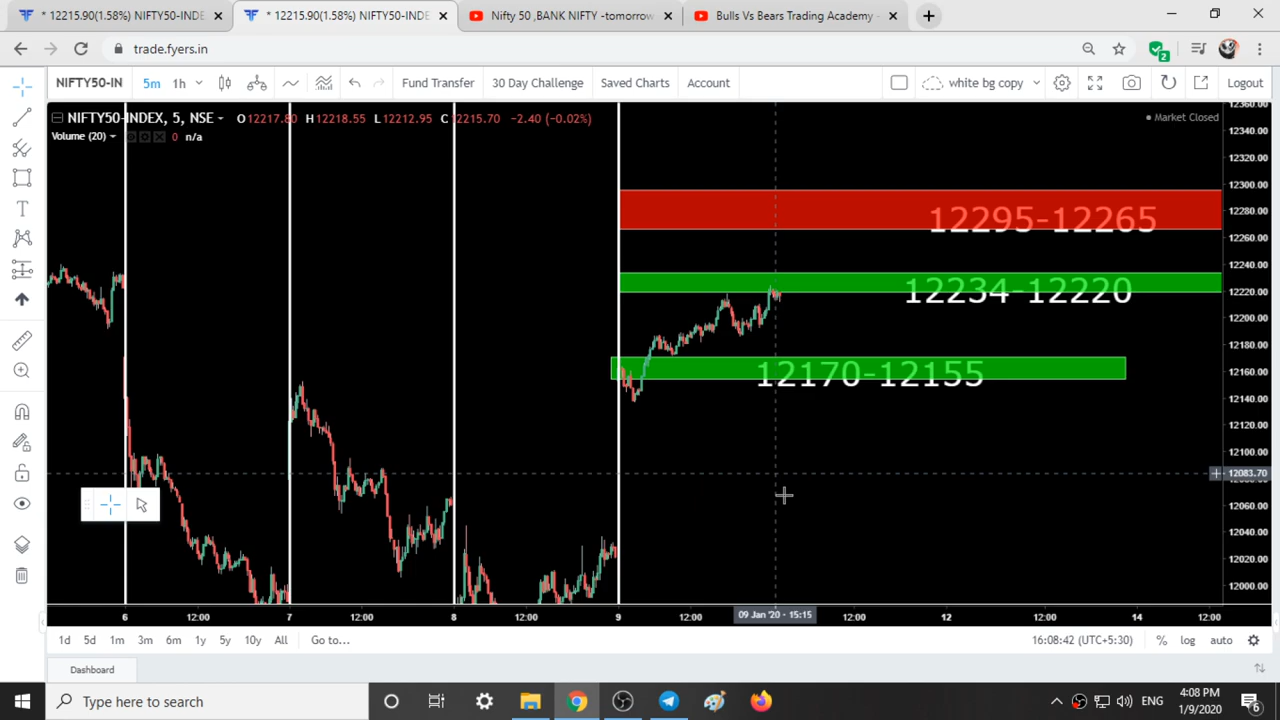 * 12215.90(1.58%) NIFTY50-INDE
* 12215.90(1.58%) NIFTY50-INDE
Nifty 50 ,BANK NIFTY -tomorrow
Bulls Vs Bears Trading Academy -
trade.fyers.in
2
NIFTY50-IN
5m
1h
Fund Transfer
30 Day Challenge
Saved Charts
Account
white bg copy
Logout
NIFTY50-INDEX, 5, NSE
O12217.80 H12218.55 L12212.95 C12215.70 -2.40 (-0.02%)
Market Closed
Volume (20)
0 n/a
12360.00
12340.00
12320.00
12300.00
12280.00
12260.00
12240.00
12220.00
12200.00
12180.00
12160.00
12140.00
12120.00
12100.00
12083.70
12060.00
12040.00
12020.00
12000.00
12295-12265
12234-12220
12170-12155
6 12:00 7 12:00 8 12:00 9 12:00 09 Jan '20 - 15:15 12:00 12 12:00 14 12:00
1d 5d 1m 3m 6m 1y 5y 10y All Go to...
16:08:42 (UTC+5:30) % log auto
Dashboard
Type here to search
ENG
4:08 PM
1/9/2020
6